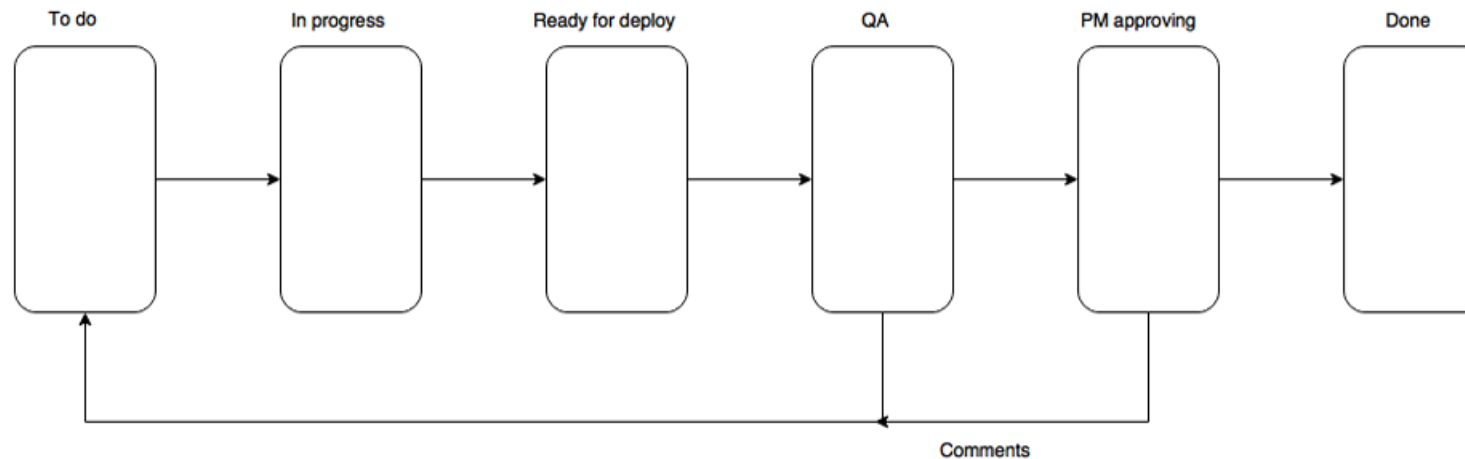 To do
In progress
Ready for deploy
QA
PM approving
Done
Comments